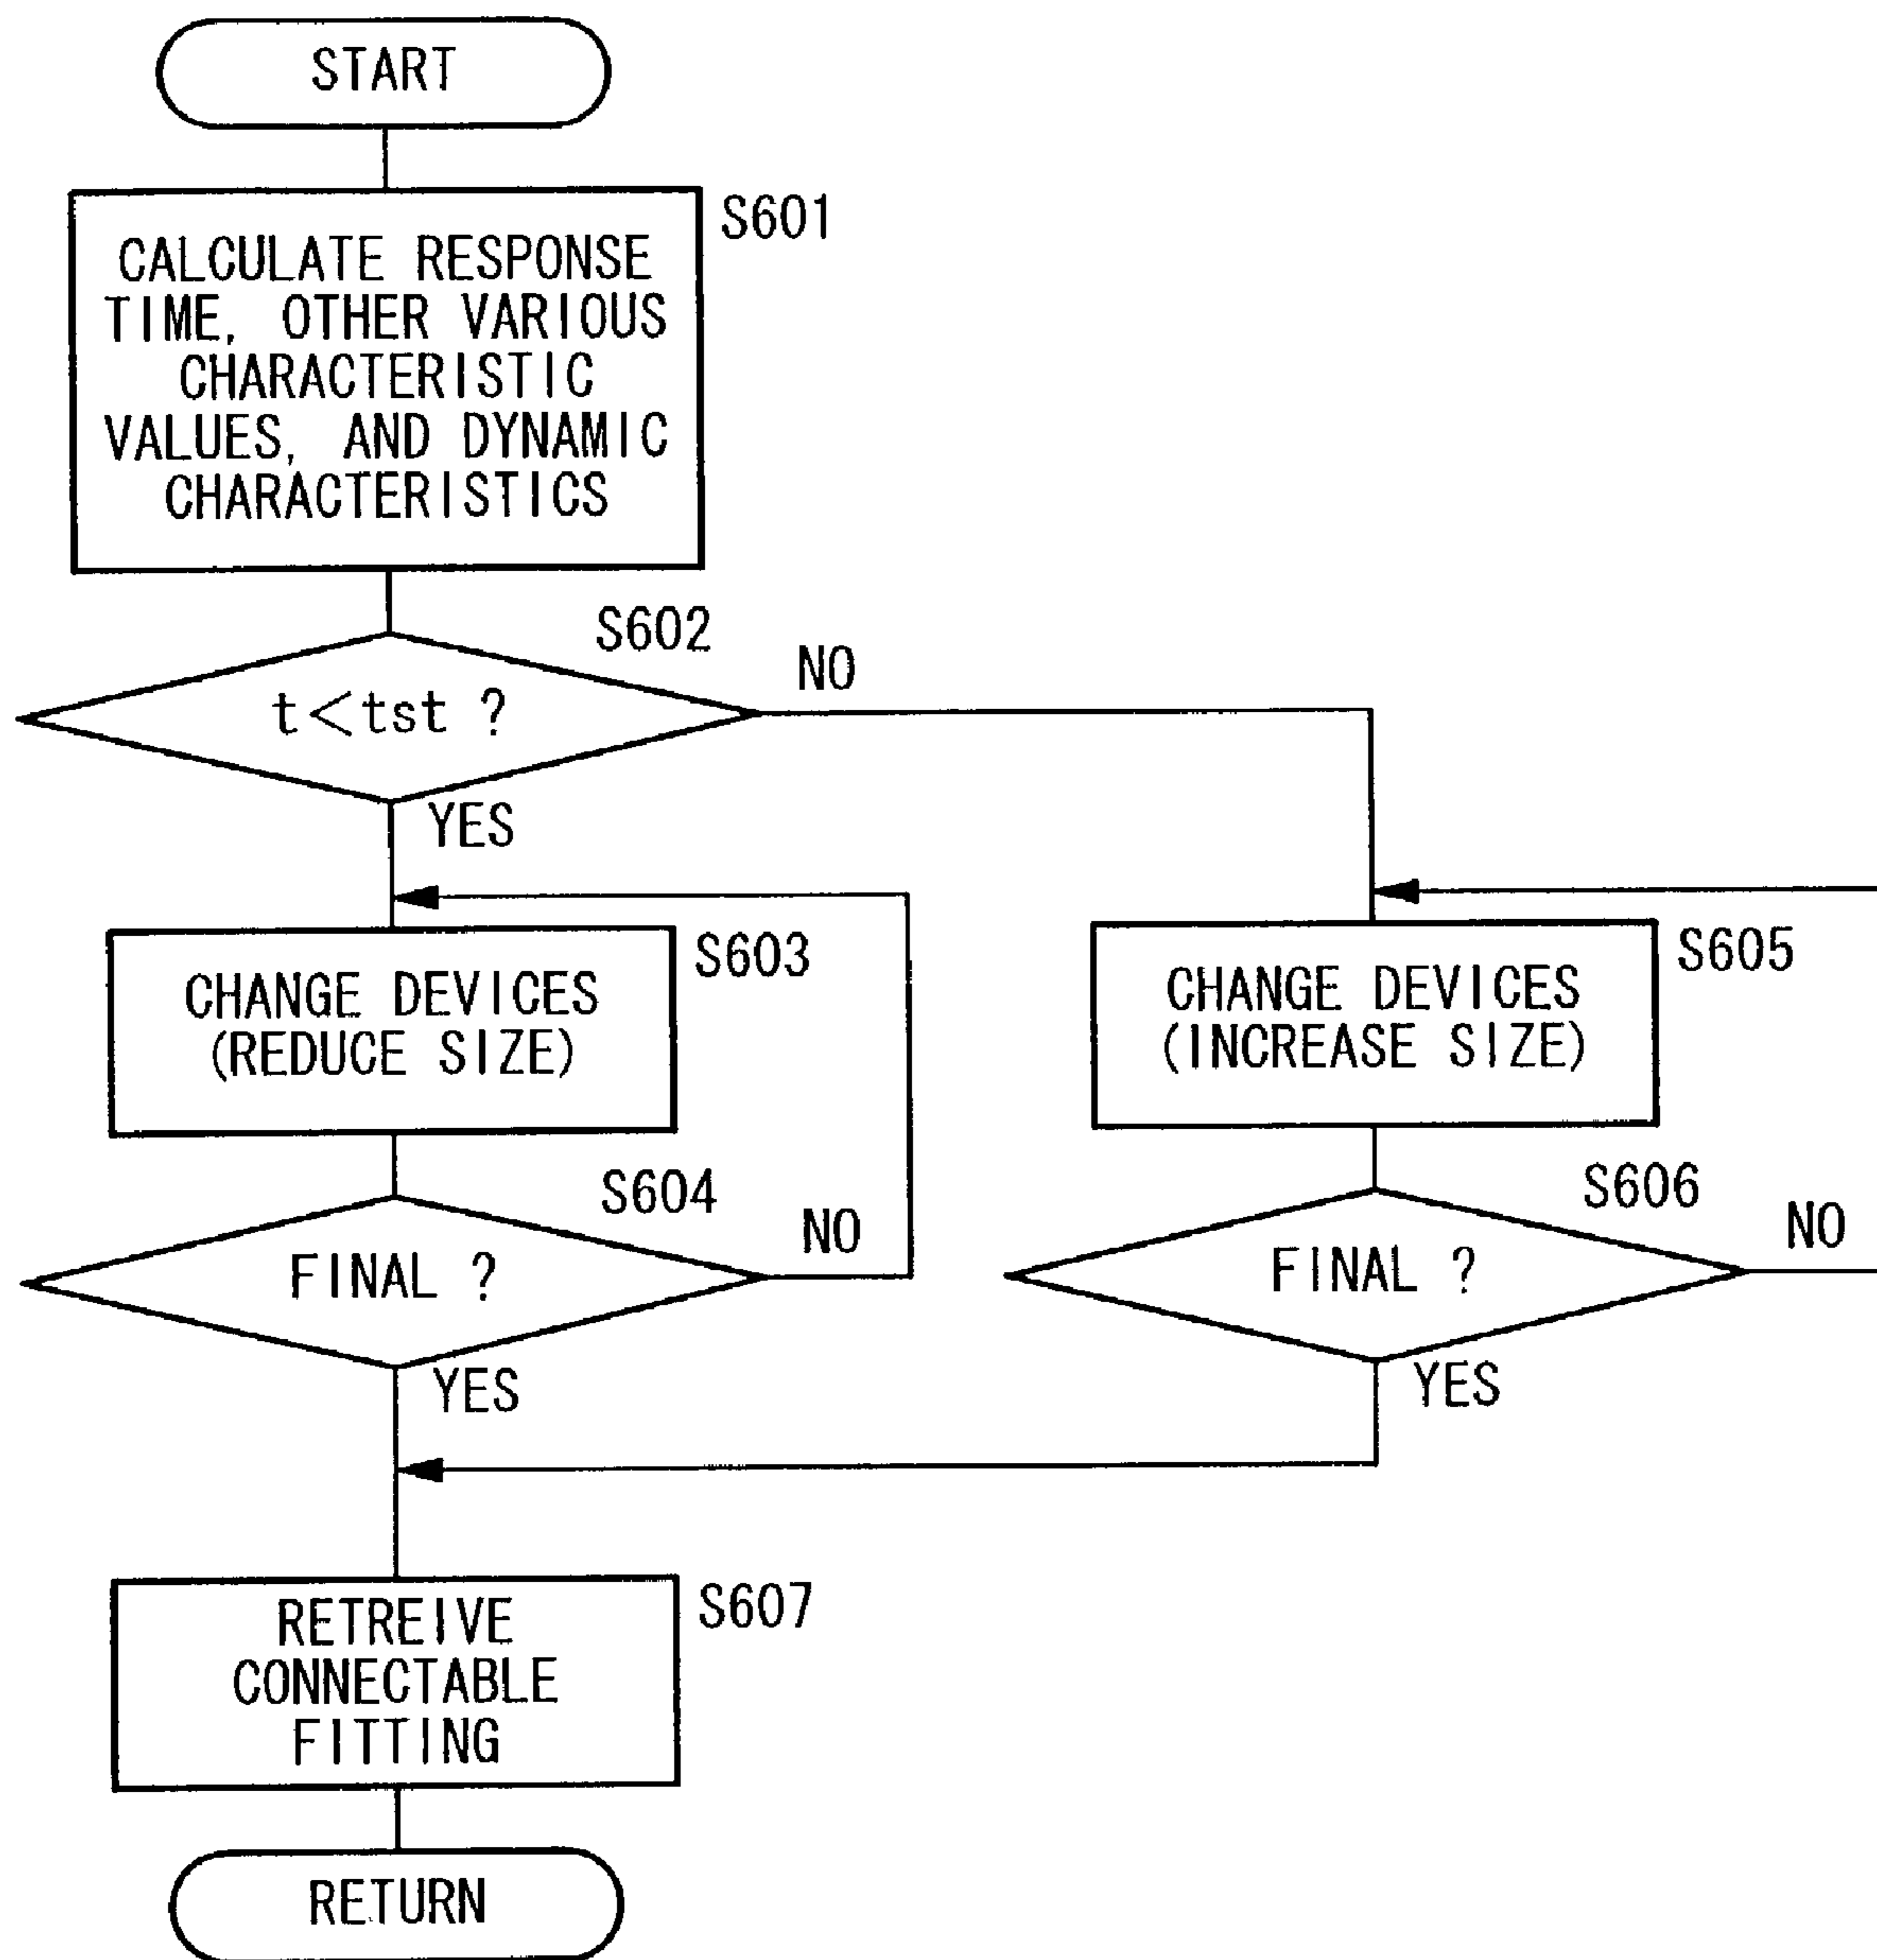 START
S601
CALCULATE RESPONSE
TIME, OTHER VARIOUS
CHARACTERISTIC
VALUES, AND DYNAMIC
CHARACTERISTICS
S602
NO
t<tst ?
YES
S603
CHANGE DEVICES
(REDUCE SIZE)
S605
CHANGE DEVICES
(INCREASE SIZE)
S604
NO
FINAL ?
YES
S606
NO
FINAL ?
YES
S607
RETREIVE
CONNECTABLE
FITTING
RETURN